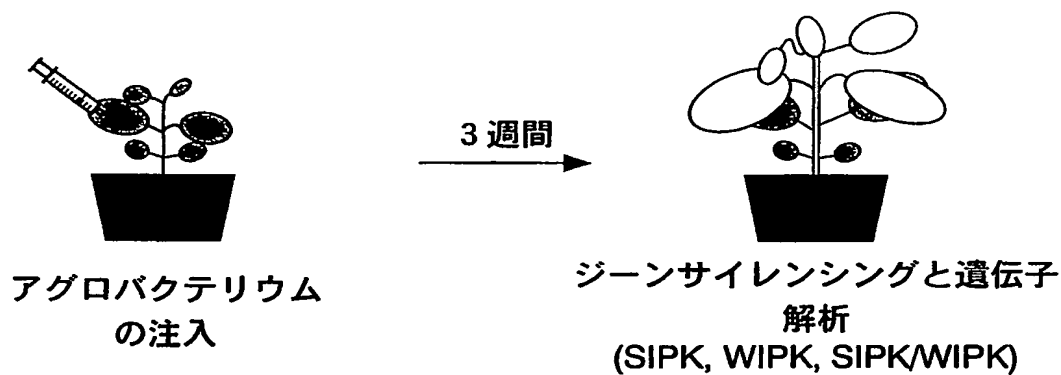 3 週間
アグロバクテリウム
の注入
ジーンサイレンシングと遺伝子
解析
(SIPK, WIPK, SIPK/WIPK)